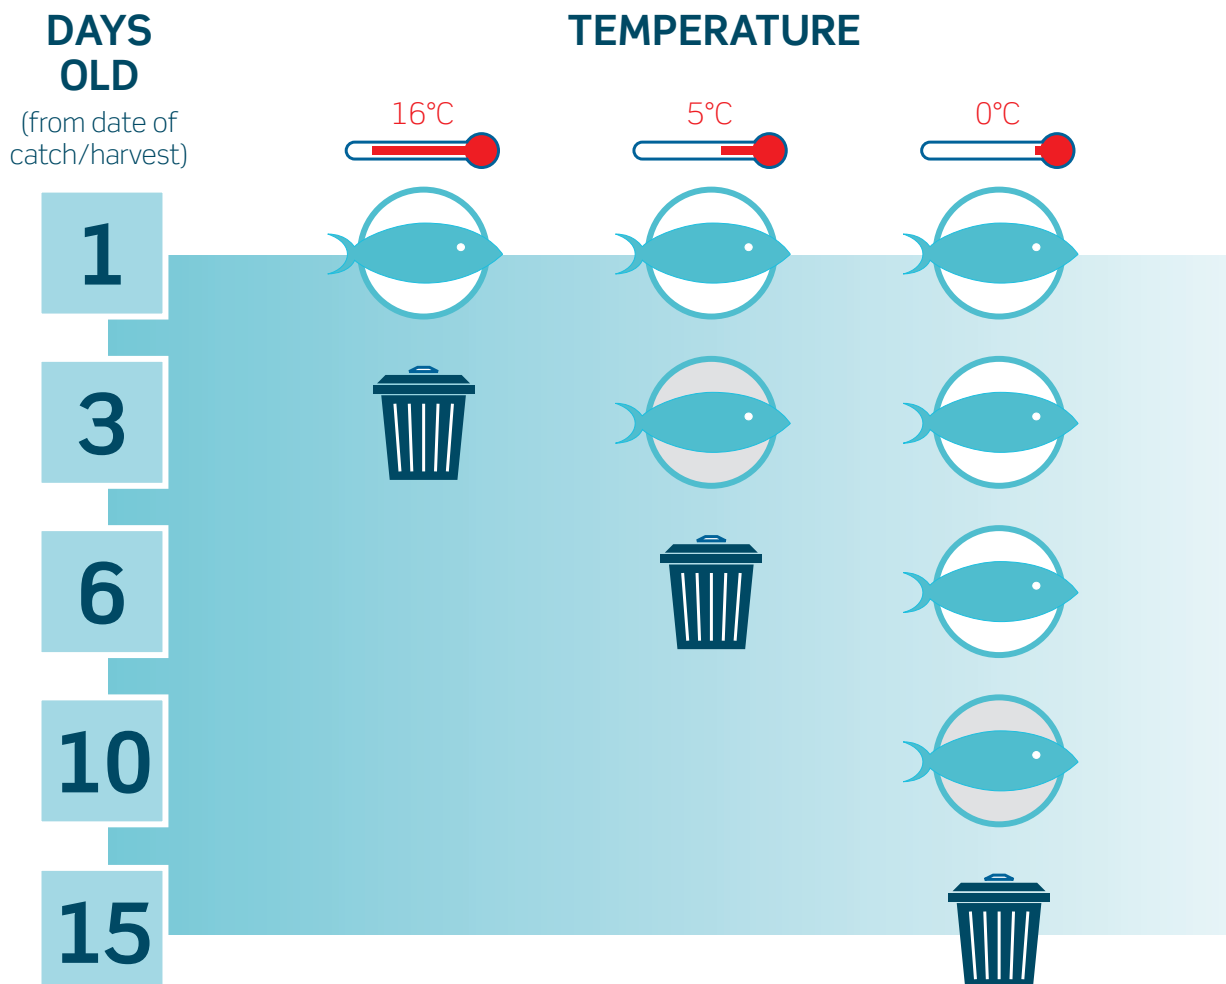 DAYS
OLD
(from date of
catch/harvest)
TEMPERATURE
16°C
5°C
0°C
1
3
6
10
15